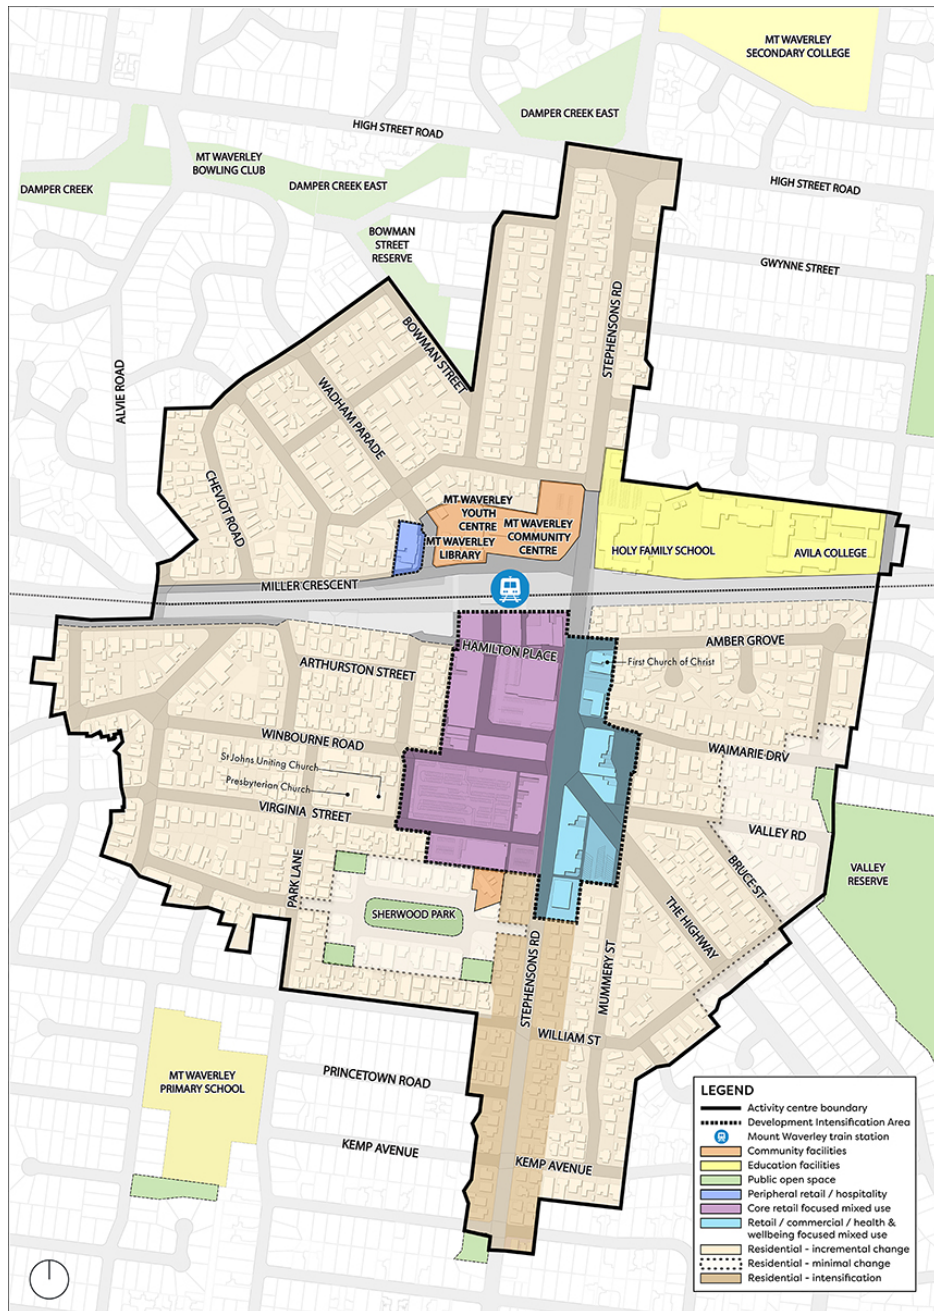 MT WAVERLEY
SECONDARY COLLEGE
DAMPER CREEK EAST
HIGH STREET ROAD
MT WAVERLEY
BOWLING CLUB
DAMPER CREEK
DAMPER CREEK EAST
HIGH STREET ROAD
BOWMAN
STREET
RESERVE
GWYNNE STREET
STEPHENSONS RD
BOWMAN STREET
ALVIE ROAD
WADHAM PARADE
CHEVIOT ROAD
MT WAVERLEY
YOUTH
CENTRE
MT WAVERLEY
COMMUNITY
CENTRE
MT WAVERLEY
LIBRARY
HOLY FAMILY SCHOOL
AVILA COLLEGE
MILLER CRESCENT
HAMILTON PLACE
AMBER GROVE
First Church of Christ
ARTHURSTON STREET
WINBOURNE ROAD
WAIMARIE DRV
St Johns Uniting Church
Presbyterian Church
VIRGINIA STREET
VALLEY RD
BRUCE ST
VALLEY
RESERVE
PARK LANE
SHERWOOD PARK
THE HIGHWAY
STEPHENSONS RD
MUMMERY ST
WILLIAM ST
MT WAVERLEY
PRIMARY SCHOOL
PRINCETOWN ROAD
KEMP AVENUE
KEMP AVENUE
LEGEND
Activity centre boundary
Development Intensification Area
Mount Waverley train station
Community facilities
Education facilities
Public open space
Peripheral retail / hospitality
Core retail focused mixed use
Retail / commercial / health &
wellbeing focused mixed use
Residential - incremental change
Residential - minimal change
Residential - intensification